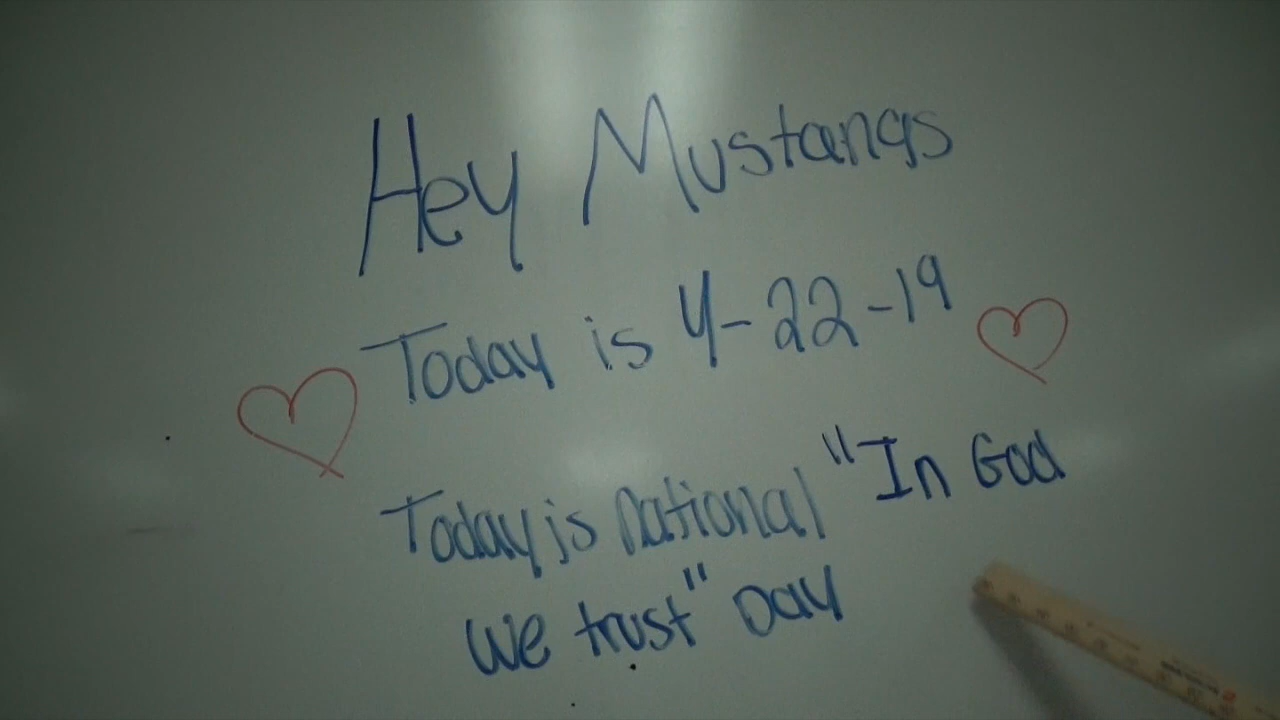 Hey Mustangs
Today is 4-22-19
Today is national "In God
We trust" Day